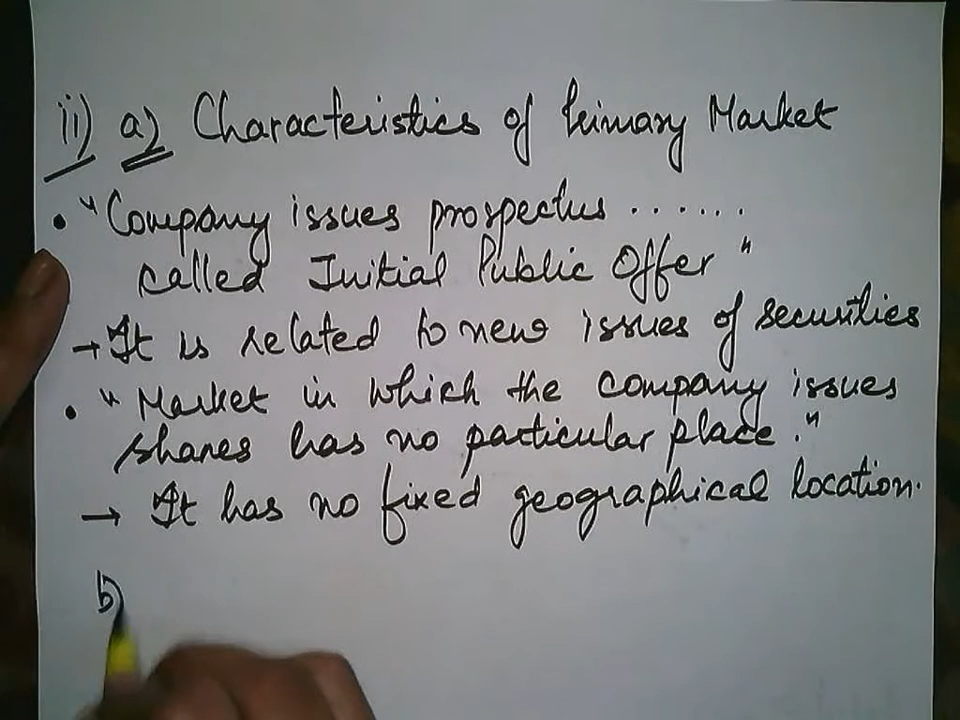 ii) a) Characteristics of Primary Market
• "Company issues prospectus ......
called Initial Public Offer"
→ It is related to new issues of securities
• "Market in which the company issues
shares has no particular place."
→ It has no fixed geographical location.
b)